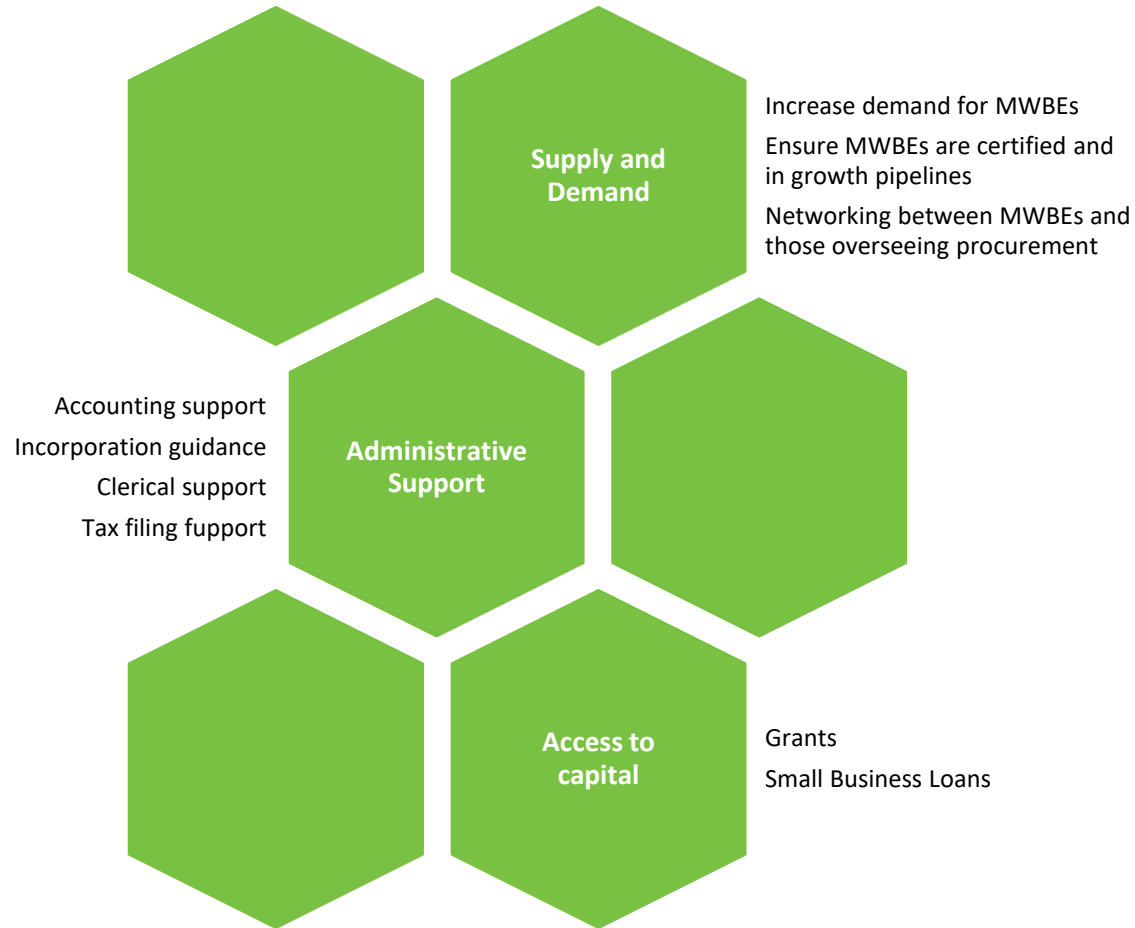 Supply and
Demand
Increase demand for MWBEs
Ensure MWBEs are certified and
in growth pipelines
Networking between MWBEs and
those overseeing procurement
Accounting support
Incorporation guidance
Clerical support
Tax filing fupport
Administrative
Support
Access to
capital
Grants
Small Business Loans